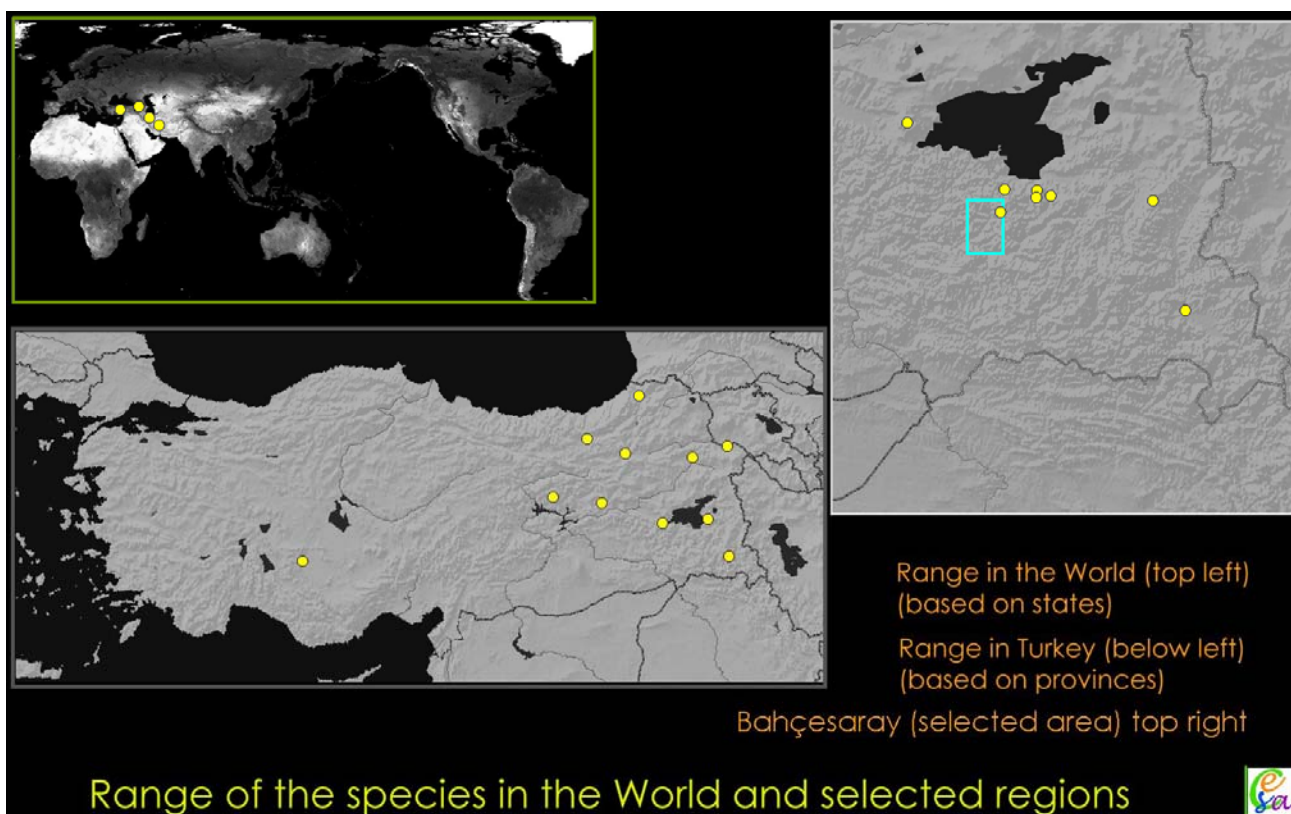 Range in the World (top left)
(based on states)
Range in Turkey (below left)
(based on provinces)
Bahçesaray (selected area) top right
Range of the species in the World and selected regions
Cesa